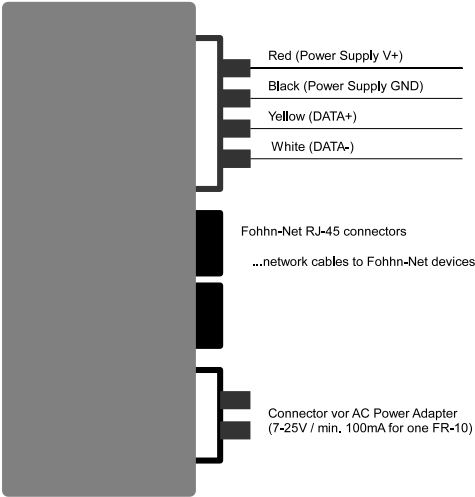 Red (Power Supply V+)
Black (Power Supply GND)
Yellow (DATA+)
White (DATA-)
Fohhn-Net RJ-45 connectors
...network cables to Fohhn-Net devices
Connector vor AC Power Adapter
(7-25V / min. 100mA for one FR-10)